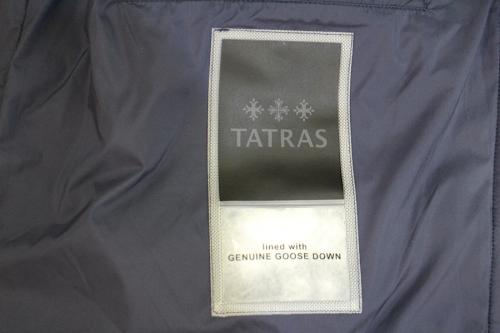 TATRAS
lined with
GENUINE GOOSE DOWN